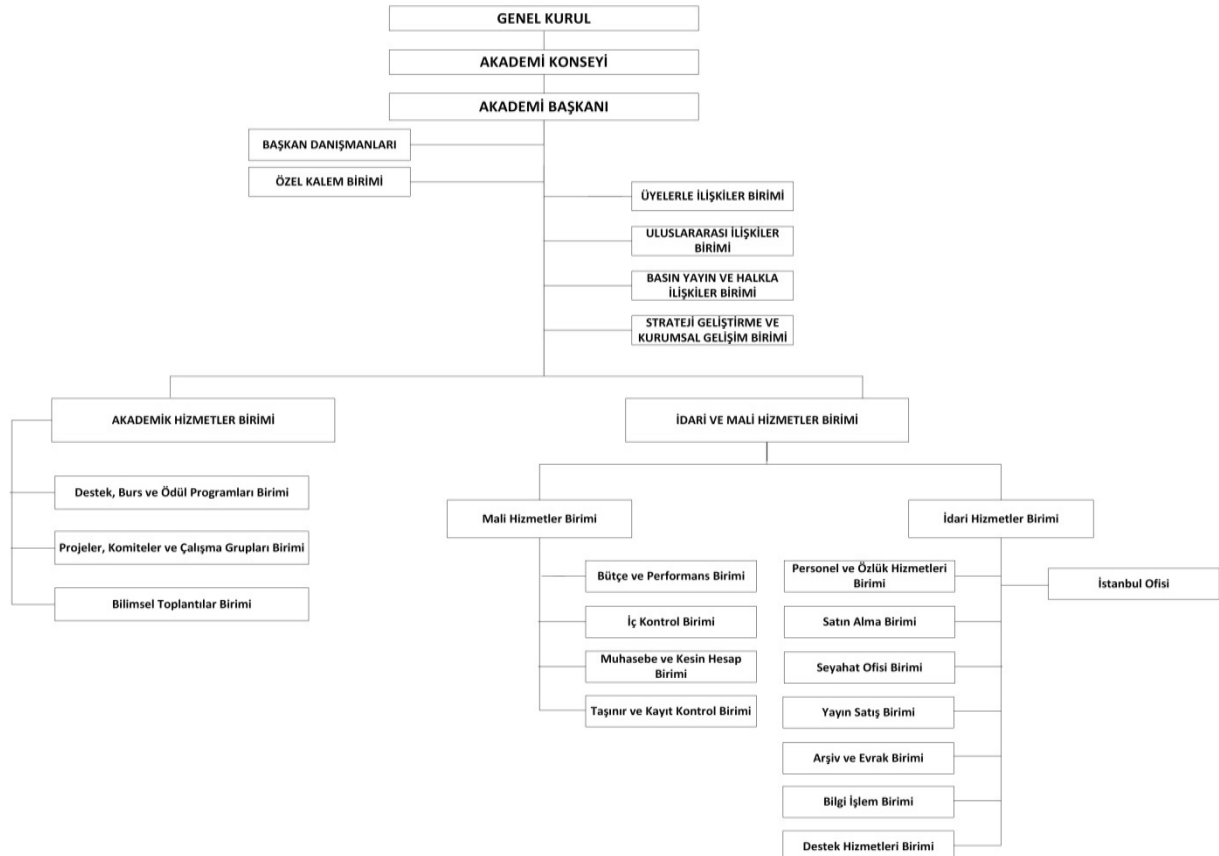 GENEL KURUL
AKADEMİ KONSEYİ
AKADEMİ BAŞKANI
BAŞKAN DANIŞMANLARI
ÖZEL KALEM BİRİMİ
ÜYELERLE İLİŞKİLER BİRİMİ
ULUSLARARASI İLİŞKİLER
BİRİMİ
BASIN YAYIN VE HALKLA
İLİŞKİLER BİRİMİ
STRATEJİ GELİŞTİRME VE
KURUMSAL GELİŞİM BİRİMİ
AKADEMİK HİZMETLER BİRİMİ
Destek, Burs ve Ödül Programları Birimi
Projeler, Komiteler ve Çalışma Grupları Birimi
Bilimsel Toplantılar Birimi
İDARİ VE MALİ HİZMETLER BİRİMİ
Mali Hizmetler Birimi
Bütçe ve Performans Birimi
İç Kontrol Birimi
Muhasebe ve Kesin Hesap
Birimi
Taşınır ve Kayıt Kontrol Birimi
İdari Hizmetler Birimi
Personel ve Özlük Hizmetleri
Birimi
Satın Alma Birimi
Seyahat Ofisi Birimi
Yayın Satış Birimi
Arşiv ve Evrak Birimi
Bilgi İşlem Birimi
Destek Hizmetleri Birimi
İstanbul Ofisi